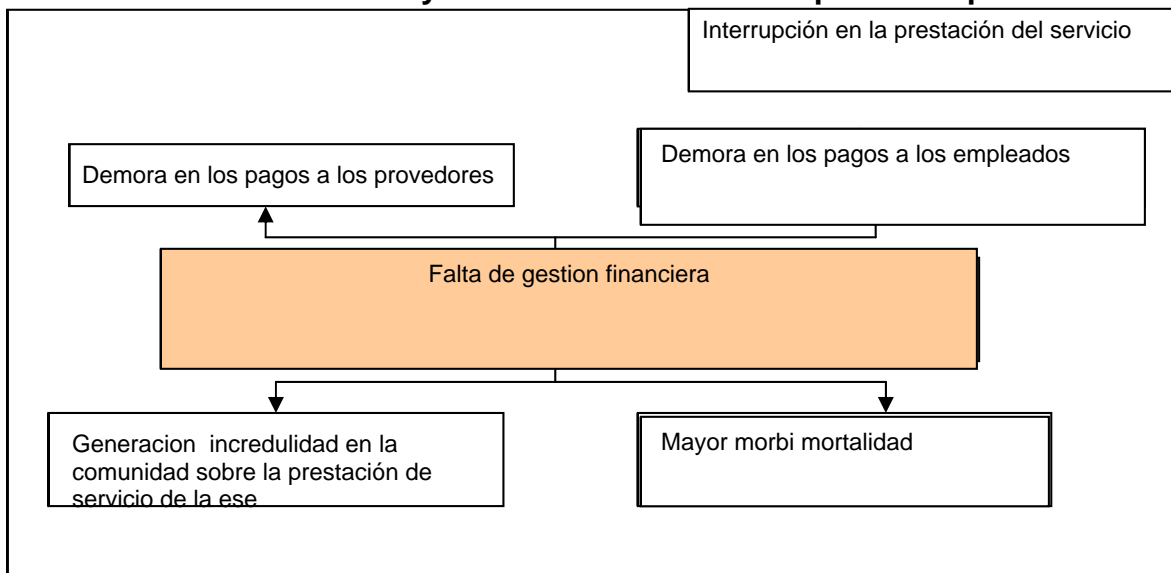 Interrupción en la prestación del servicio
Demora en los pagos a los provedores
Demora en los pagos a los empleados
Falta de gestion financiera
Generacion incredulidad en la
comunidad sobre la prestación de
servicio de la ese
Mayor morbi mortalidad